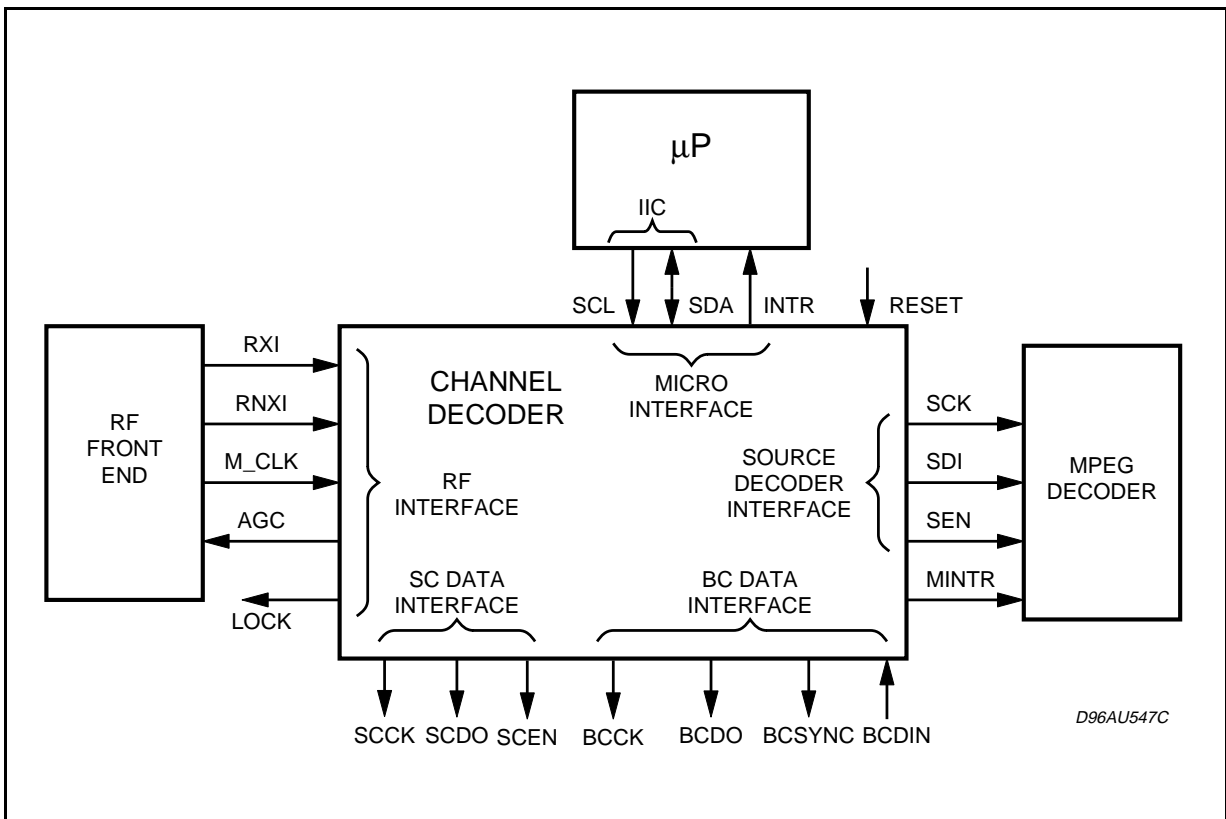 μP
IIC
SCL
SDA
INTR
RESET
RF
FRONT
END
RXI
RNXI
M_CLK
AGC
LOCK
CHANNEL
DECODER
MICRO
INTERFACE
RF
INTERFACE
SOURCE
DECODER
INTERFACE
SC DATA
INTERFACE
BC DATA
INTERFACE
SCK
SDI
SEN
MINTR
MPEG
DECODER
SCCK
SCDO
SCEN
BCCK
BCDO
BCSYNC
BCDIN
D96AU547C